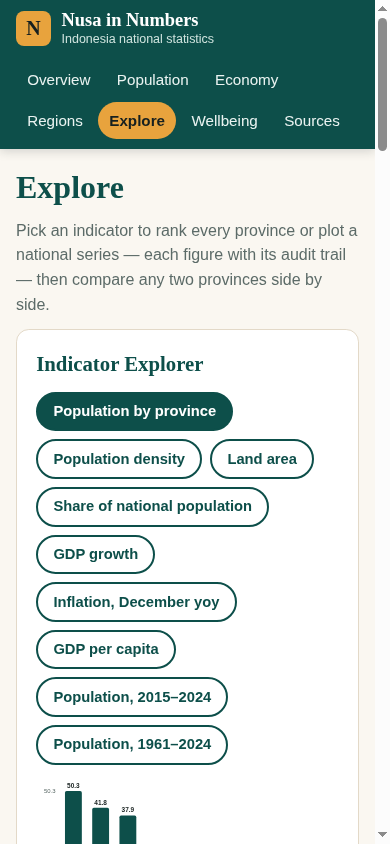 N
Nusa in Numbers
Indonesia national statistics
Overview Population Economy
Regions Explore Wellbeing Sources
Explore
Pick an indicator to rank every province or plot a
national series — each figure with its audit trail
— then compare any two provinces side by
side.
Indicator Explorer
Population by province
Population density Land area
Share of national population
GDP growth
Inflation, December yoy
GDP per capita
Population, 2015–2024
Population, 1961–2024
50.3
50.3
41.8
37.9